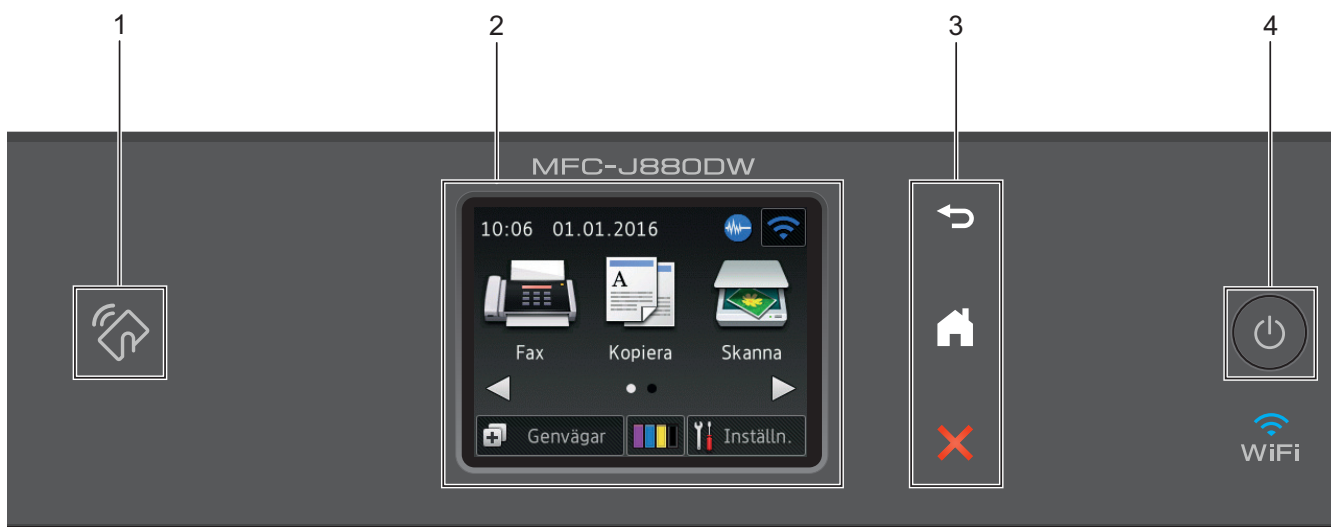 1 2 3 4
MFC-J880DW
10:06 01.01.2016
A
Fax Kopiera Skanna
Genvägar Inställn.
WiFi